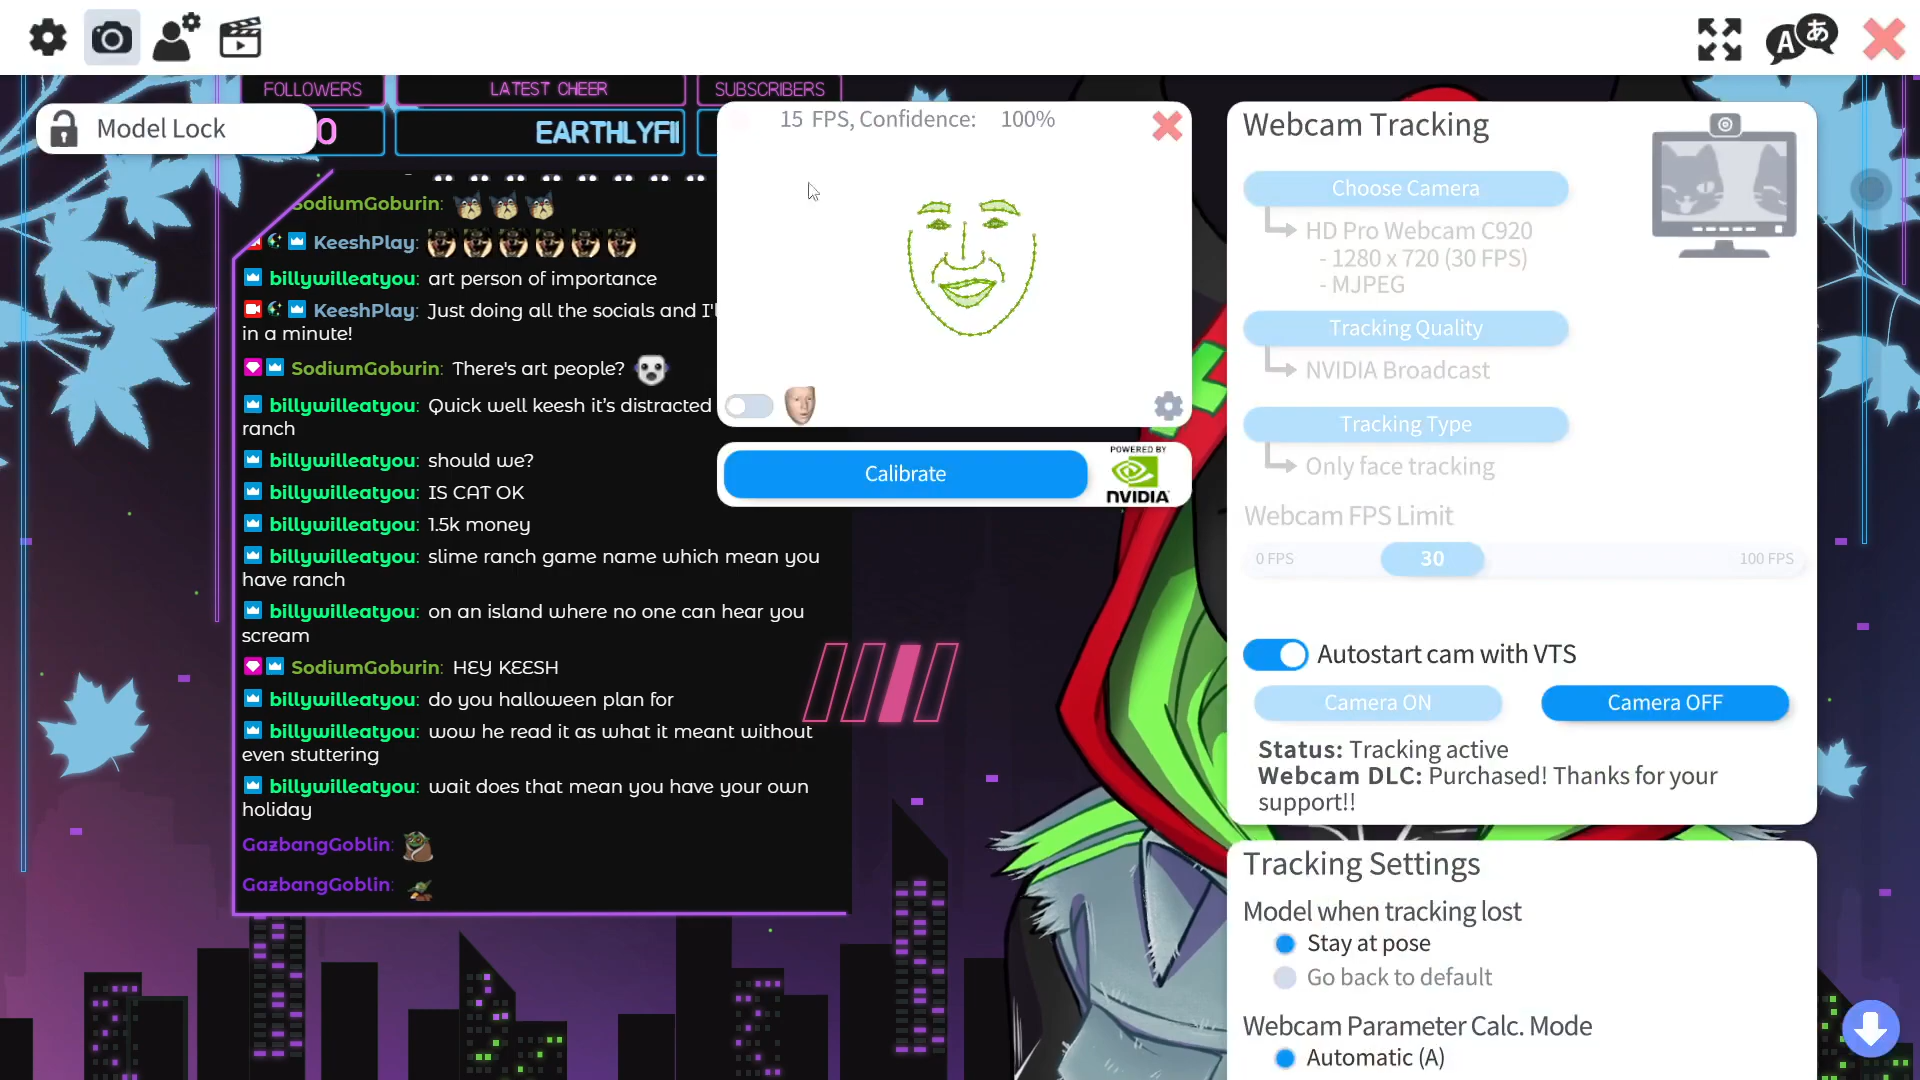 A あ
FOLLOWERS
LATEST CHEER
SUBSCRIBERS
Model Lock
0
EARTHLYFII
15 FPS, Confidence: 100%
SodiumGoburin:
KeeshPlay:
billywilleatyou: art person of importance
KeeshPlay: Just doing all the socials and I'l
in a minute!
SodiumGoburin: There's art people?
billywilleatyou: Quick well keesh it's distracted
ranch
billywilleatyou: should we?
billywilleatyou: IS CAT OK
billywilleatyou: 1.5k money
billywilleatyou: slime ranch game name which mean you
have ranch
billywilleatyou: on an island where no one can hear you
scream
SodiumGoburin: HEY KEESH
billywilleatyou: do you halloween plan for
billywilleatyou: wow he read it as what it meant without
even stuttering
billywilleatyou: wait does that mean you have your own
holiday
GazbangGoblin:
GazbangGoblin:
Calibrate
POWERED BY
NVIDIA
Webcam Tracking
Choose Camera
HD Pro Webcam C920
- 1280 x 720 (30 FPS)
- MJPEG
Tracking Quality
NVIDIA Broadcast
Tracking Type
Only face tracking
Webcam FPS Limit
0 FPS
30
100 FPS
Autostart cam with VTS
Camera ON
Camera OFF
Status: Tracking active
Webcam DLC: Purchased! Thanks for your
support!!
Tracking Settings
Model when tracking lost
Stay at pose
Go back to default
Webcam Parameter Calc. Mode
Automatic (A)